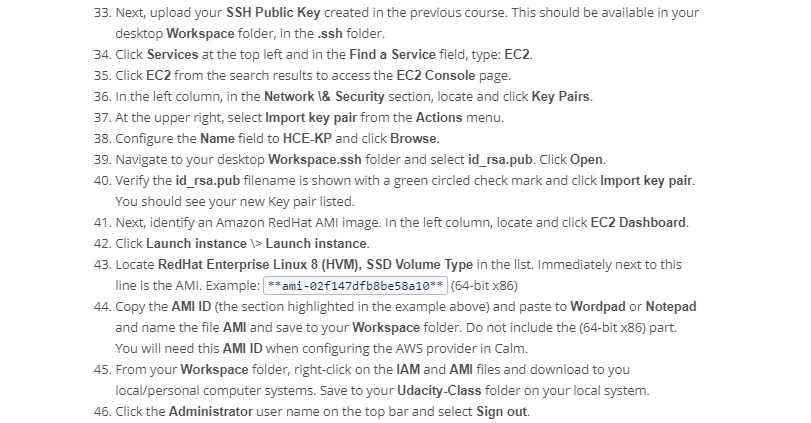 33. Next, upload your SSH Public Key created in the previous course. This should be available in your
desktop Workspace folder, in the .ssh folder.
34. Click Services at the top left and in the Find a Service field, type: EC2.
35. Click EC2 from the search results to access the EC2 Console page.
36. In the left column, in the Network \& Security section, locate and click Key Pairs.
37. At the upper right, select Import key pair from the Actions menu.
38. Configure the Name field to HCE-KP and click Browse.
39. Navigate to your desktop Workspace.ssh folder and select id_rsa.pub. Click Open.
40. Verify the id_rsa.pub filename is shown with a green circled check mark and click Import key pair.
You should see your new Key pair listed.
41. Next, identify an Amazon RedHat AMI image. In the left column, locate and click EC2 Dashboard.
42. Click Launch instance \> Launch instance.
43. Locate RedHat Enterprise Linux 8 (HVM), SSD Volume Type in the list. Immediately next to this
line is the AMI. Example: **ami-02f147dfb8be58a10** (64-bit x86)
44. Copy the AMI ID (the section highlighted in the example above) and paste to Wordpad or Notepad
and name the file AMI and save to your Workspace folder. Do not include the (64-bit x86) part.
You will need this AMI ID when configuring the AWS provider in Calm.
45. From your Workspace folder, right-click on the IAM and AMI files and download to you
local/personal computer systems. Save to your Udacity-Class folder on your local system.
46. Click the Administrator user name on the top bar and select Sign out.